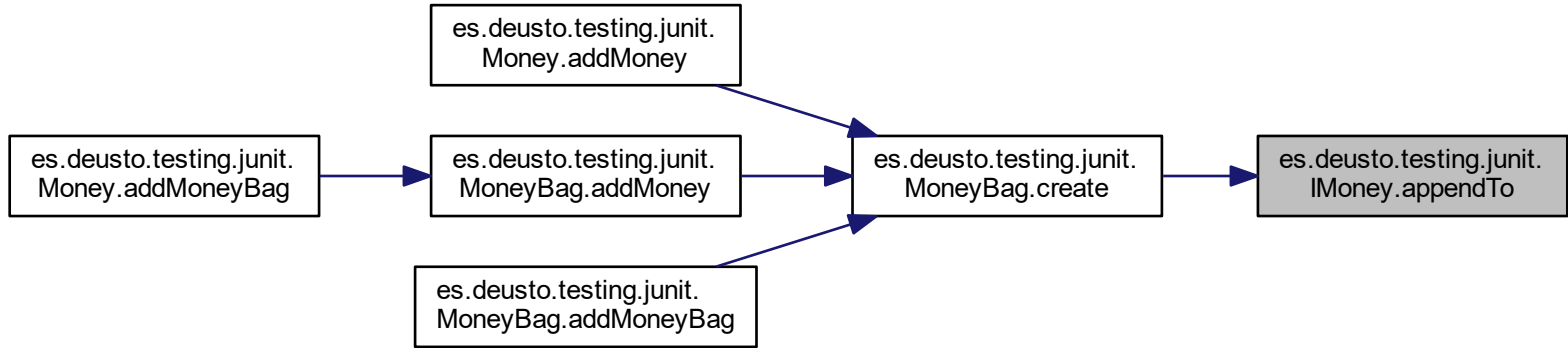 es.deusto.testing.junit.
Money.addMoney
es.deusto.testing.junit.
Money.addMoneyBag
es.deusto.testing.junit.
MoneyBag.addMoney
es.deusto.testing.junit.
MoneyBag.create
es.deusto.testing.junit.
IMoney.appendTo
es.deusto.testing.junit.
MoneyBag.addMoneyBag